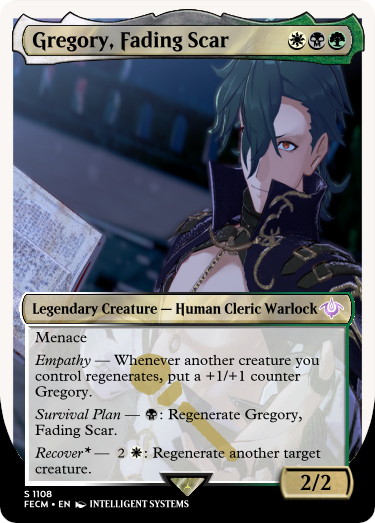 Gregory, Fading Scar
Legendary Creature — Human Cleric Warlock
Menace
Empathy — Whenever another creature you
control regenerates, put a +1/+1 counter
Gregory.
Survival Plan — : Regenerate Gregory,
Fading Scar.
Recover* — 2 : Regenerate another target
creature.
2/2
S 1108
FECM • EN INTELLIGENT SYSTEMS